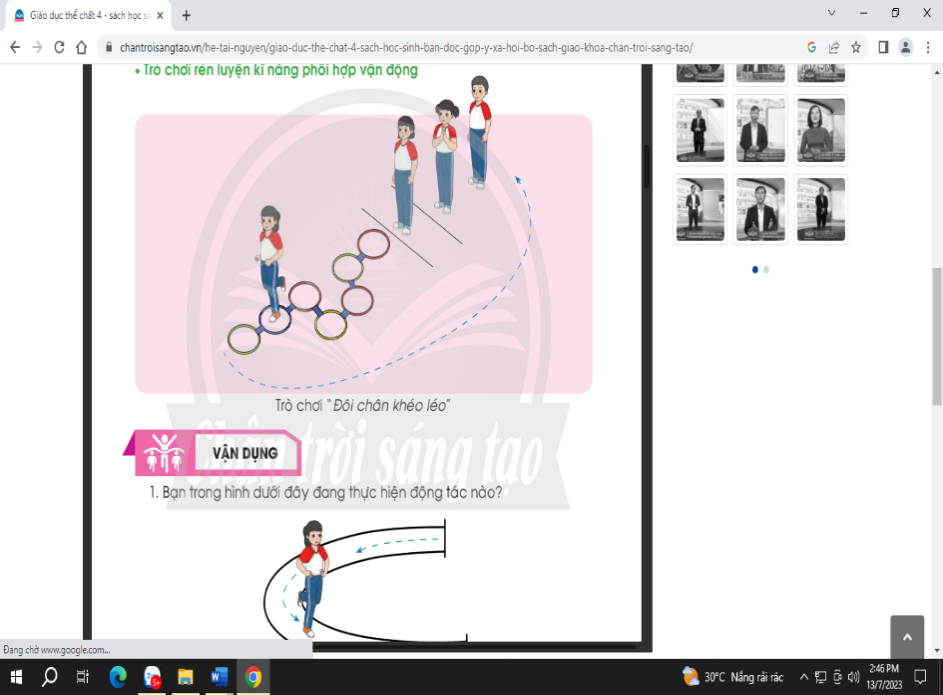 Giáo dục thể chất 4 - sách học si
chantroisangtao.vn/he-tai-nguyen/giao-duc-the-chat-4-sach-hoc-sinh-ban-doc-gop-y-xa-hoi-bo-sach-giao-khoa-chan-troi-sang-tao/
Trò chơi rèn luyện kĩ năng phối hợp vận động
Trò chơi "Đôi chân khéo léo"
Chân trời sáng tạo
VẬN DỤNG
1. Bạn trong hình dưới đây đang thực hiện động tác nào?
Đang chờ www.google.com...
5+
30°C Nắng rải rác
2:46 PM
13/7/2023